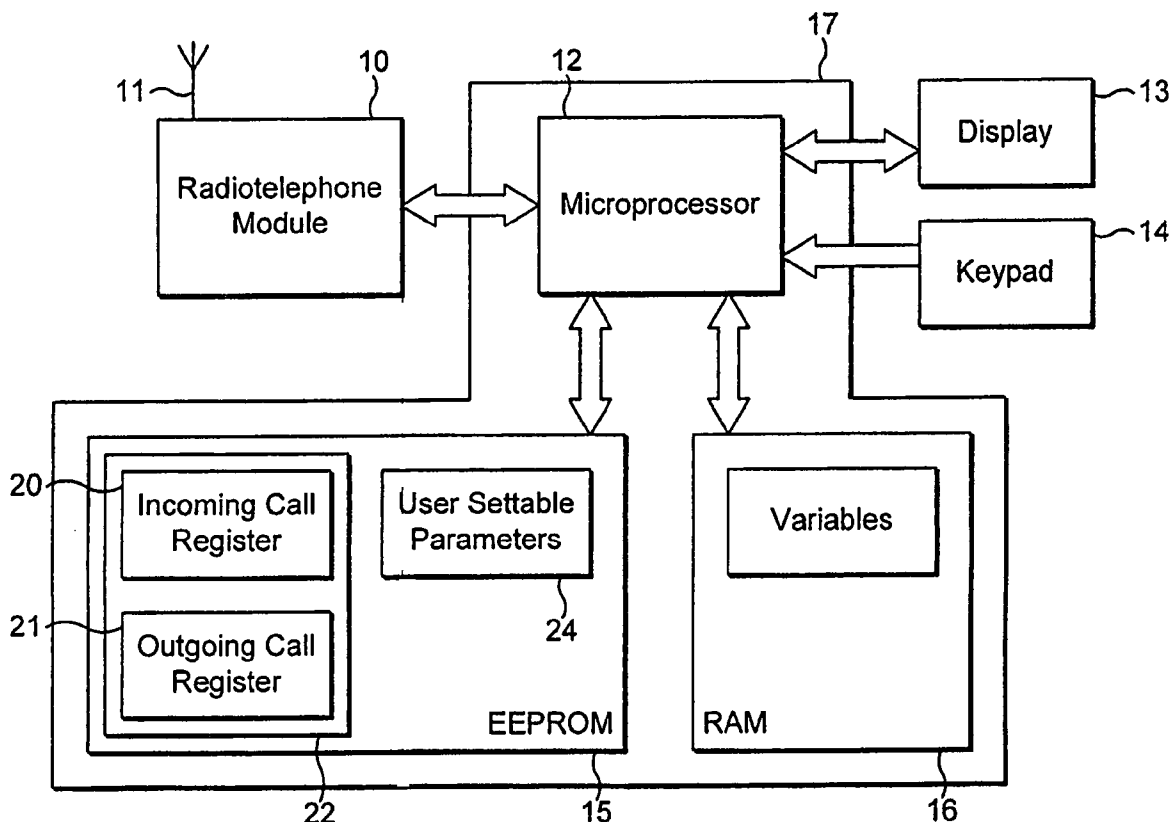 17
11
10
12
13
Radiotelephone
Module
Microprocessor
Display
14
Keypad
20
Incoming Call
Register
User Settable
Parameters
Variables
21
24
Outgoing Call
Register
EEPROM
RAM
22
15
16